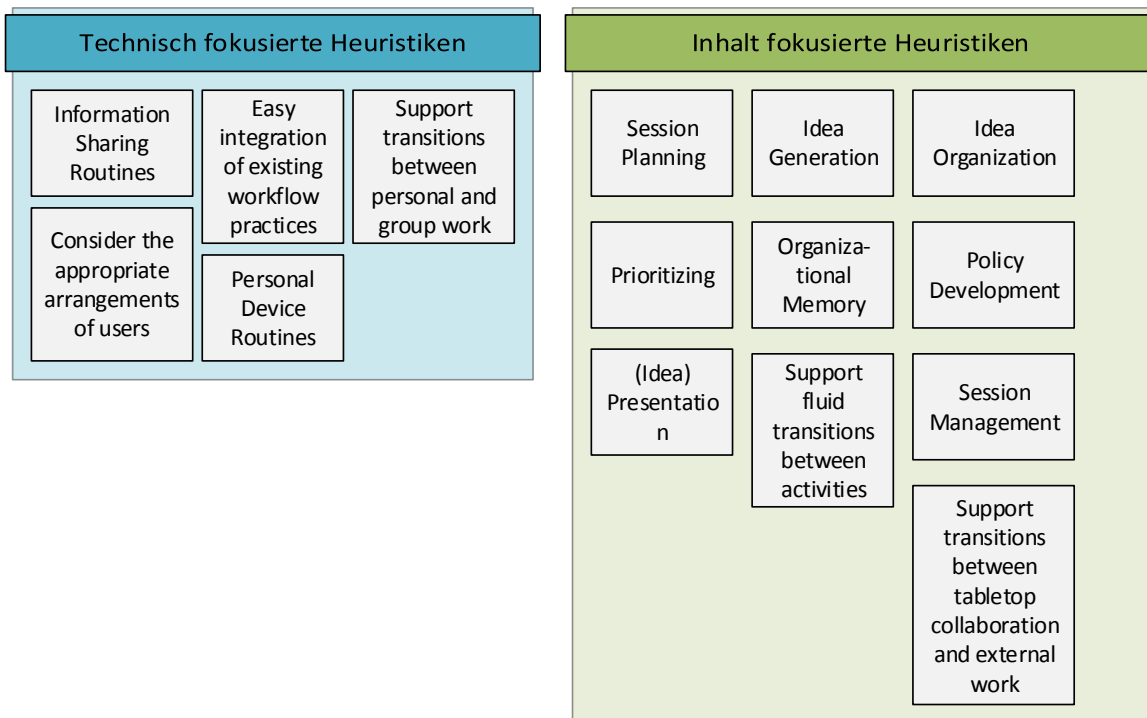 Technisch fokusierte Heuristiken
Information
Sharing
Routines
Easy
integration
of existing
workflow
practices
Support
transitions
between
personal and
group work
Consider the
appropriate
arrangements
of users
Personal
Device
Routines
Inhalt fokusierte Heuristiken
Session
Planning
Idea
Generation
Idea
Organization
Prioritizing
Organiza-
tional
Memory
Policy
Development
(Idea)
Presentatio
n
Support
fluid
transitions
between
activities
Session
Management
Support
transitions
between
tabletop
collaboration
and external
work